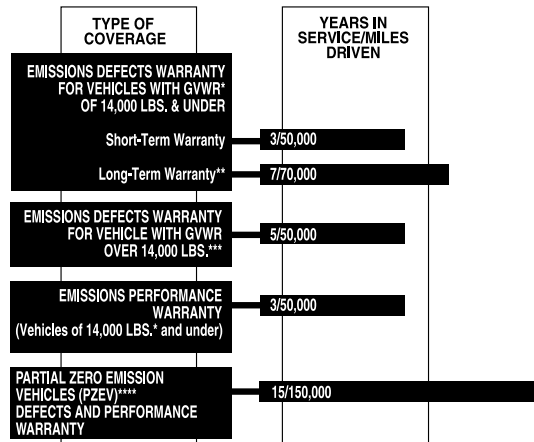 TYPE OF
COVERAGE
YEARS IN
SERVICE/MILES
DRIVEN
EMISSIONS DEFECTS WARRANTY
FOR VEHICLES WITH GVWR*
OF 14,000 LBS. & UNDER
Short-Term Warranty
3/50,000
Long-Term Warranty**
7/70,000
EMISSIONS DEFECTS WARRANTY
FOR VEHICLE WITH GVWR
OVER 14,000 LBS.***
5/50,000
EMISSIONS PERFORMANCE
WARRANTY
(Vehicles of 14,000 LBS.* and under)
3/50,000
PARTIAL ZERO EMISSION
VEHICLES (PZEV)****
DEFECTS AND PERFORMANCE
WARRANTY
15/150,000